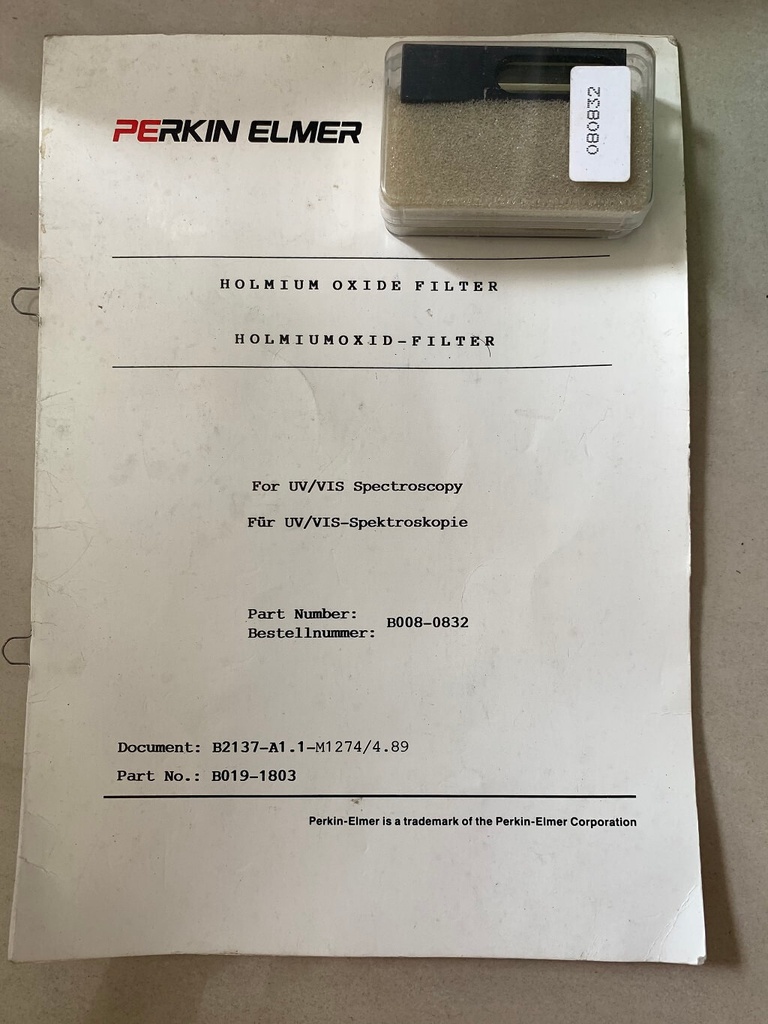 PERKIN ELMER
080832
HOLMIUM OXIDE FILTER
HOLMIUMOXID-FILTER
For UV/VIS Spectroscopy
Für UV/VIS-Spektroskopie
Part Number:
Bestellnummer: B008-0832
Document: B2137-A1.1-M1274/4.89
Part No.: B019-1803
Perkin-Elmer is a trademark of the Perkin-Elmer Corporation